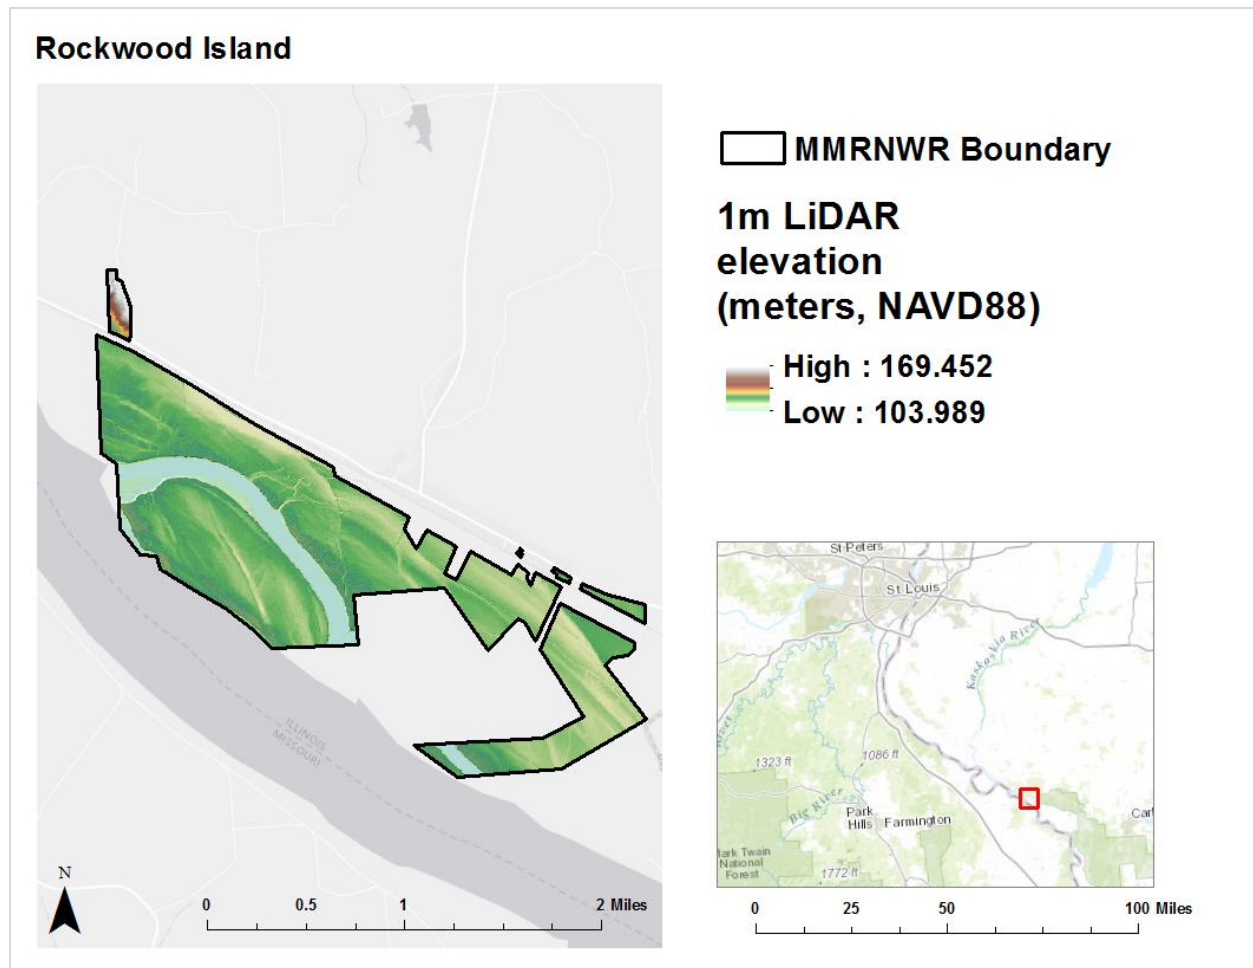 Rockwood Island
MMRNWR Boundary
1m LiDAR
elevation
(meters, NAVD88)
High : 169.452
Low : 103.989
ILLINOIS
MISSOURI
N
0 0.5 1 2 Miles
St Peters
St Louis
Kaskaskia River
River
1323 ft
1086 ft
Big River
Park
Hills
Farmington
Mark Twain
National
Forest
1772 ft
0 25 50 100 Miles